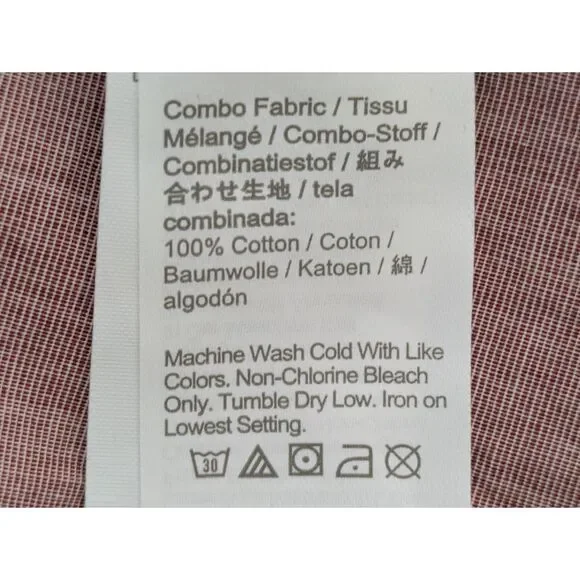 Combo Fabric / Tissu
Mélangé / Combo-Stoff /
Combinatiestof / 組み
合わせ生地 / tela
combinada:
100% Cotton / Coton /
Baumwolle / Katoen / 綿 /
algodón
Machine Wash Cold With Like
Colors. Non-Chlorine Bleach
Only. Tumble Dry Low. Iron on
Lowest Setting.
30